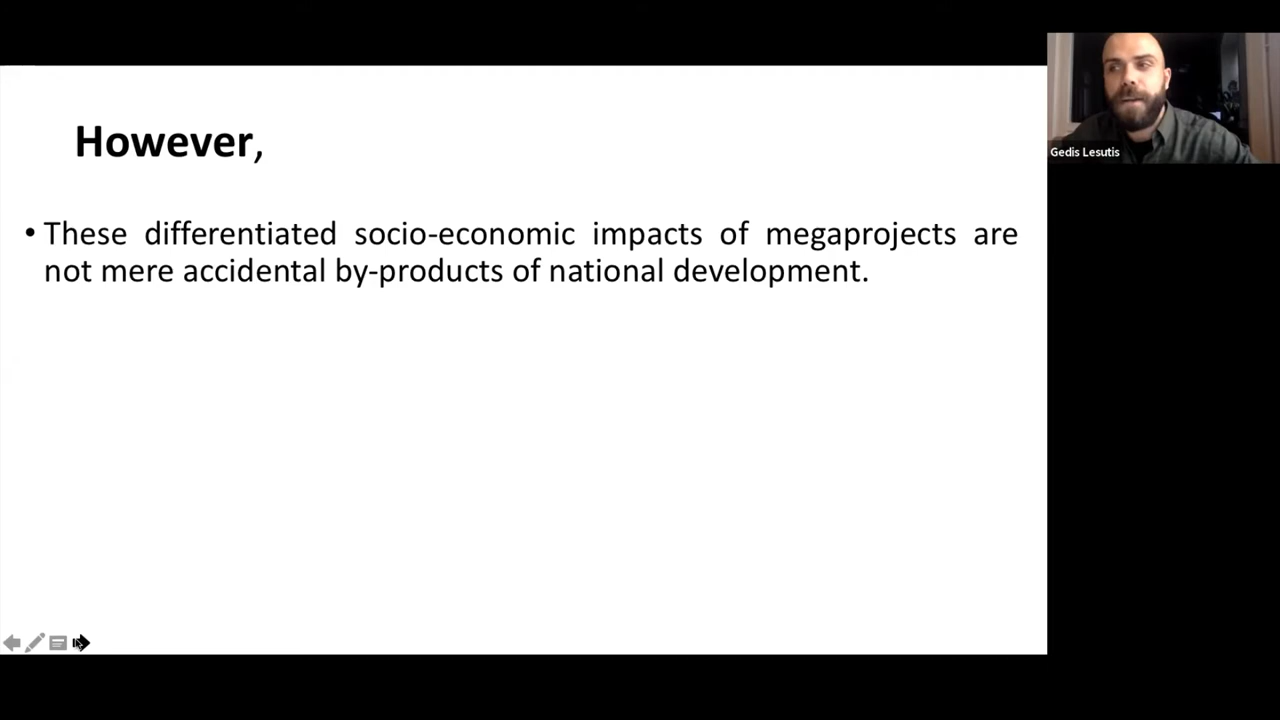 However,
• These differentiated socio-economic impacts of megaprojects are
not mere accidental by-products of national development.
Gedis Lesutis